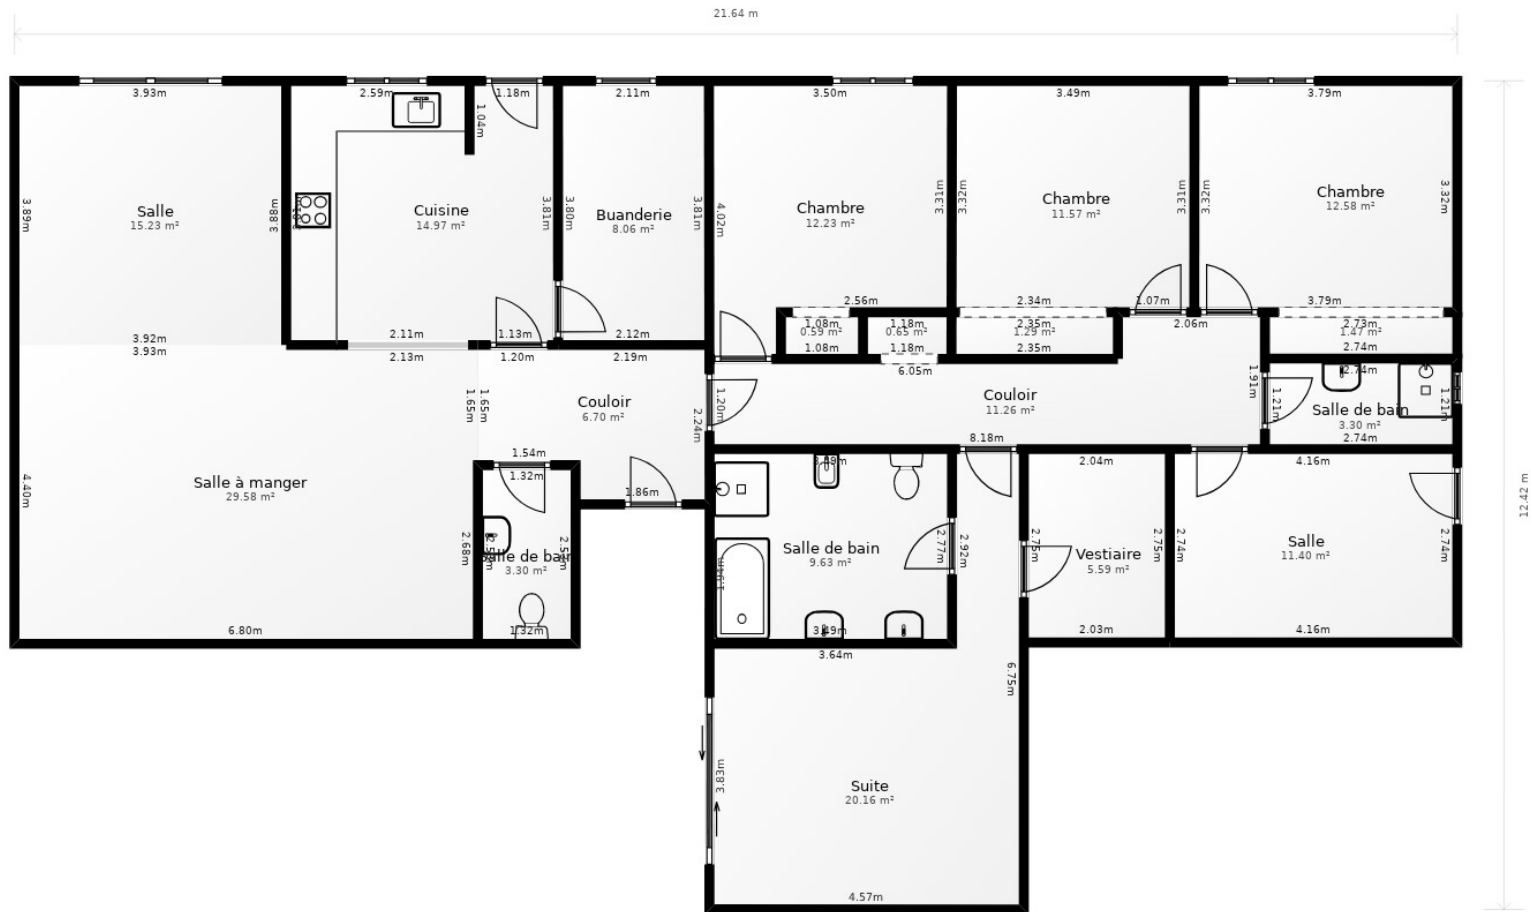 21.64 m
3.93m
2.59m
1.18m
2.11m
3.50m
3.49m
3.79m
1.04m
3.89m
3.88m
3.81m
3.80m
3.81m
4.02m
3.31m
3.32m
3.31m
3.32m
3.32m
Salle
15.23 m²
Cuisine
14.97 m²
Buanderie
8.06 m²
Chambre
12.23 m²
Chambre
11.57 m²
Chambre
12.58 m²
2.56m
2.34m
1.07m
3.79m
3.92m
3.93m
2.11m
2.13m
1.13m
1.20m
2.12m
2.19m
1.08m
0.59 m²
1.08m
1.18m
0.65 m²
1.18m
2.35m
1.29 m²
2.35m
2.06m
2.73m
1.47 m²
2.74m
6.05m
2.74m
1.65m
1.65m
Couloir
6.70 m²
2.24m
1.20m
Couloir
11.26 m²
1.91m
1.21m
Salle de bain
3.30 m²
1.21m
2.74m
8.18m
4.40m
Salle à manger
29.58 m²
1.54m
1.32m
1.86m
2.04m
4.16m
2.68m
Salle de bain
3.30 m²
1.32m
Salle de bain
9.63 m²
2.77m
2.92m
2.75m
Vestiaire
5.59 m²
2.75m
2.74m
Salle
11.40 m²
2.74m
12.42 m
6.80m
3.49m
2.03m
4.16m
3.64m
6.75m
3.83m
Suite
20.16 m²
4.57m